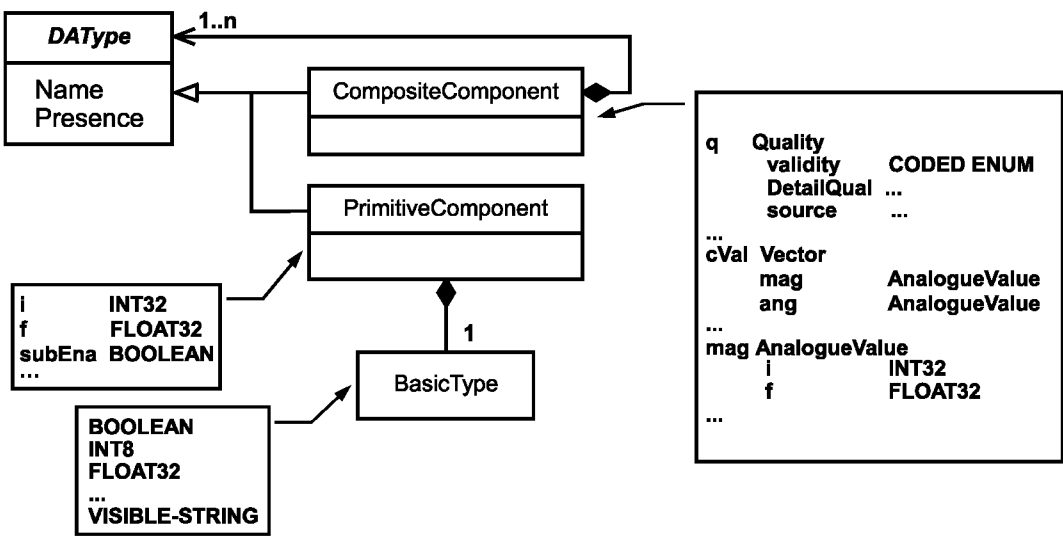 DAType
1..n
Name
Presence
CompositeComponent
PrimitiveComponent
q Quality
validity CODED ENUM
DetailQual ...
source ...
...
cVal Vector
mag AnalogueValue
ang AnalogueValue
...
mag AnalogueValue
i INT32
f FLOAT32
...
i INT32
f FLOAT32
subEna BOOLEAN
...
1
BasicType
BOOLEAN
INT8
FLOAT32
...
VISIBLE-STRING